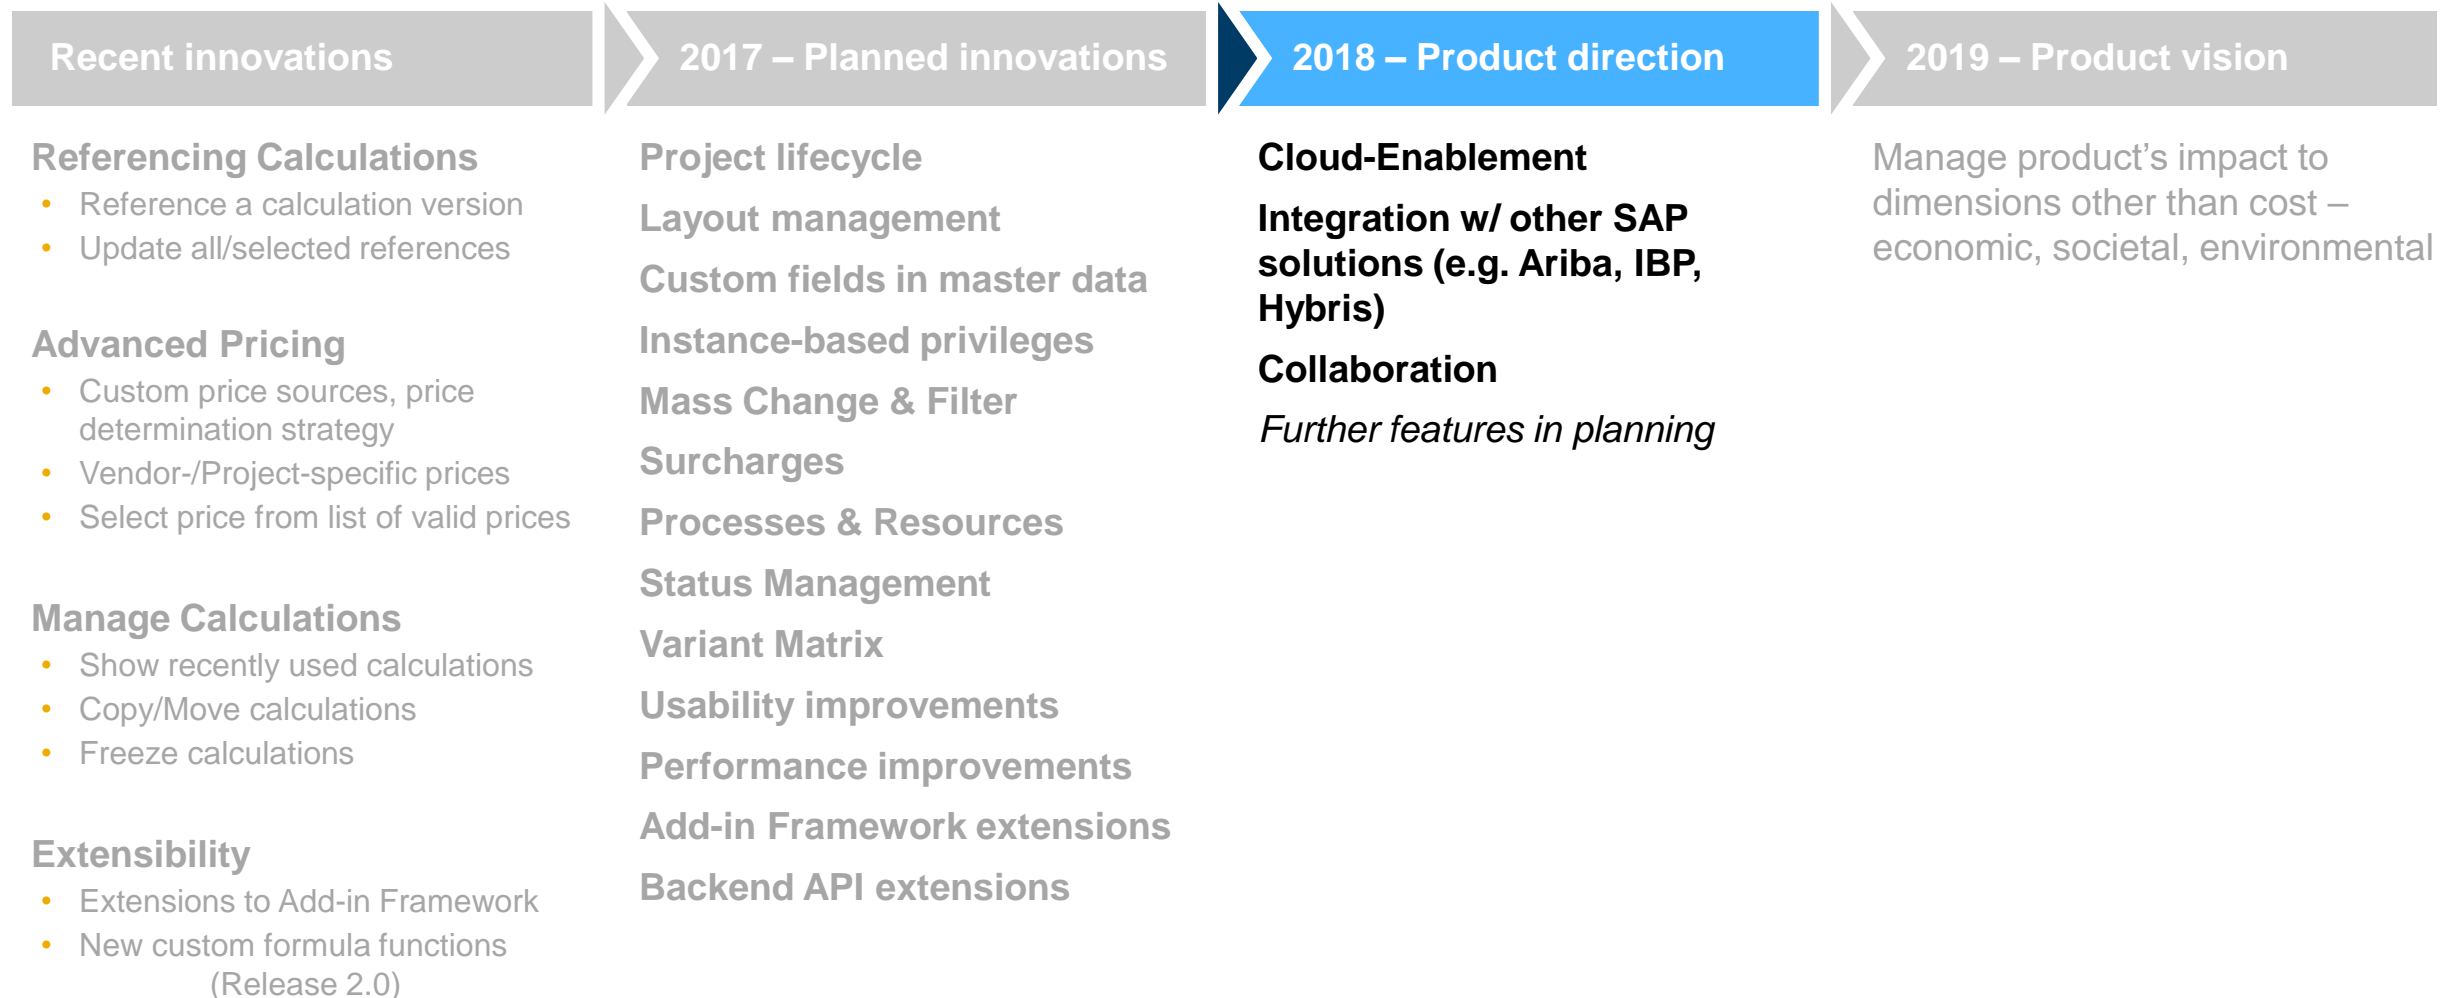 Recent innovations
2017 – Planned innovations
2018 – Product direction
2019 – Product vision
Referencing Calculations
• Reference a calculation version
• Update all/selected references
Advanced Pricing
• Custom price sources, price
determination strategy
• Vendor-/Project-specific prices
• Select price from list of valid prices
Manage Calculations
• Show recently used calculations
• Copy/Move calculations
• Freeze calculations
Extensibility
• Extensions to Add-in Framework
• New custom formula functions
(Release 2.0)
Project lifecycle
Layout management
Custom fields in master data
Instance-based privileges
Mass Change & Filter
Surcharges
Processes & Resources
Status Management
Variant Matrix
Usability improvements
Performance improvements
Add-in Framework extensions
Backend API extensions
Cloud-Enablement
Integration w/ other SAP
solutions (e.g. Ariba, IBP,
Hybris)
Collaboration
Further features in planning
Manage product’s impact to
dimensions other than cost –
economic, societal, environmental